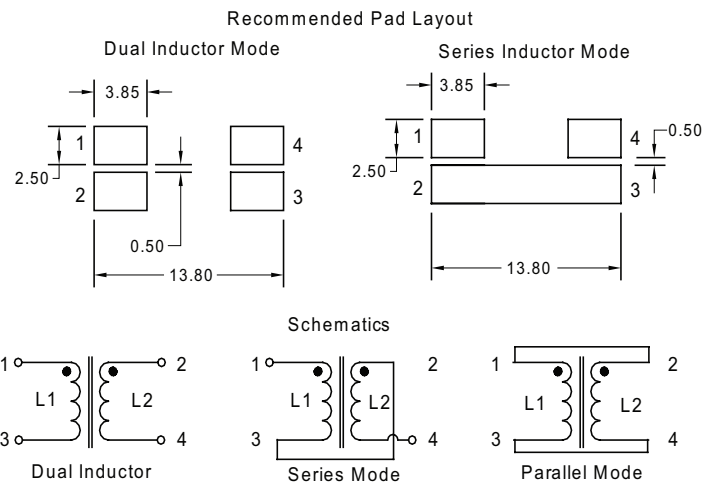 Recommended Pad Layout
Dual Inductor Mode
Series Inductor Mode
3.85
3.85
1
4
1
4
0.50
2.50
2.50
2
3
2
3
0.50
13.80
13.80
Schematics
1
2
1
2
1
2
L1
L2
L1
L2
L1
L2
3
4
3
4
3
4
Dual Inductor
Series Mode
Parallel Mode